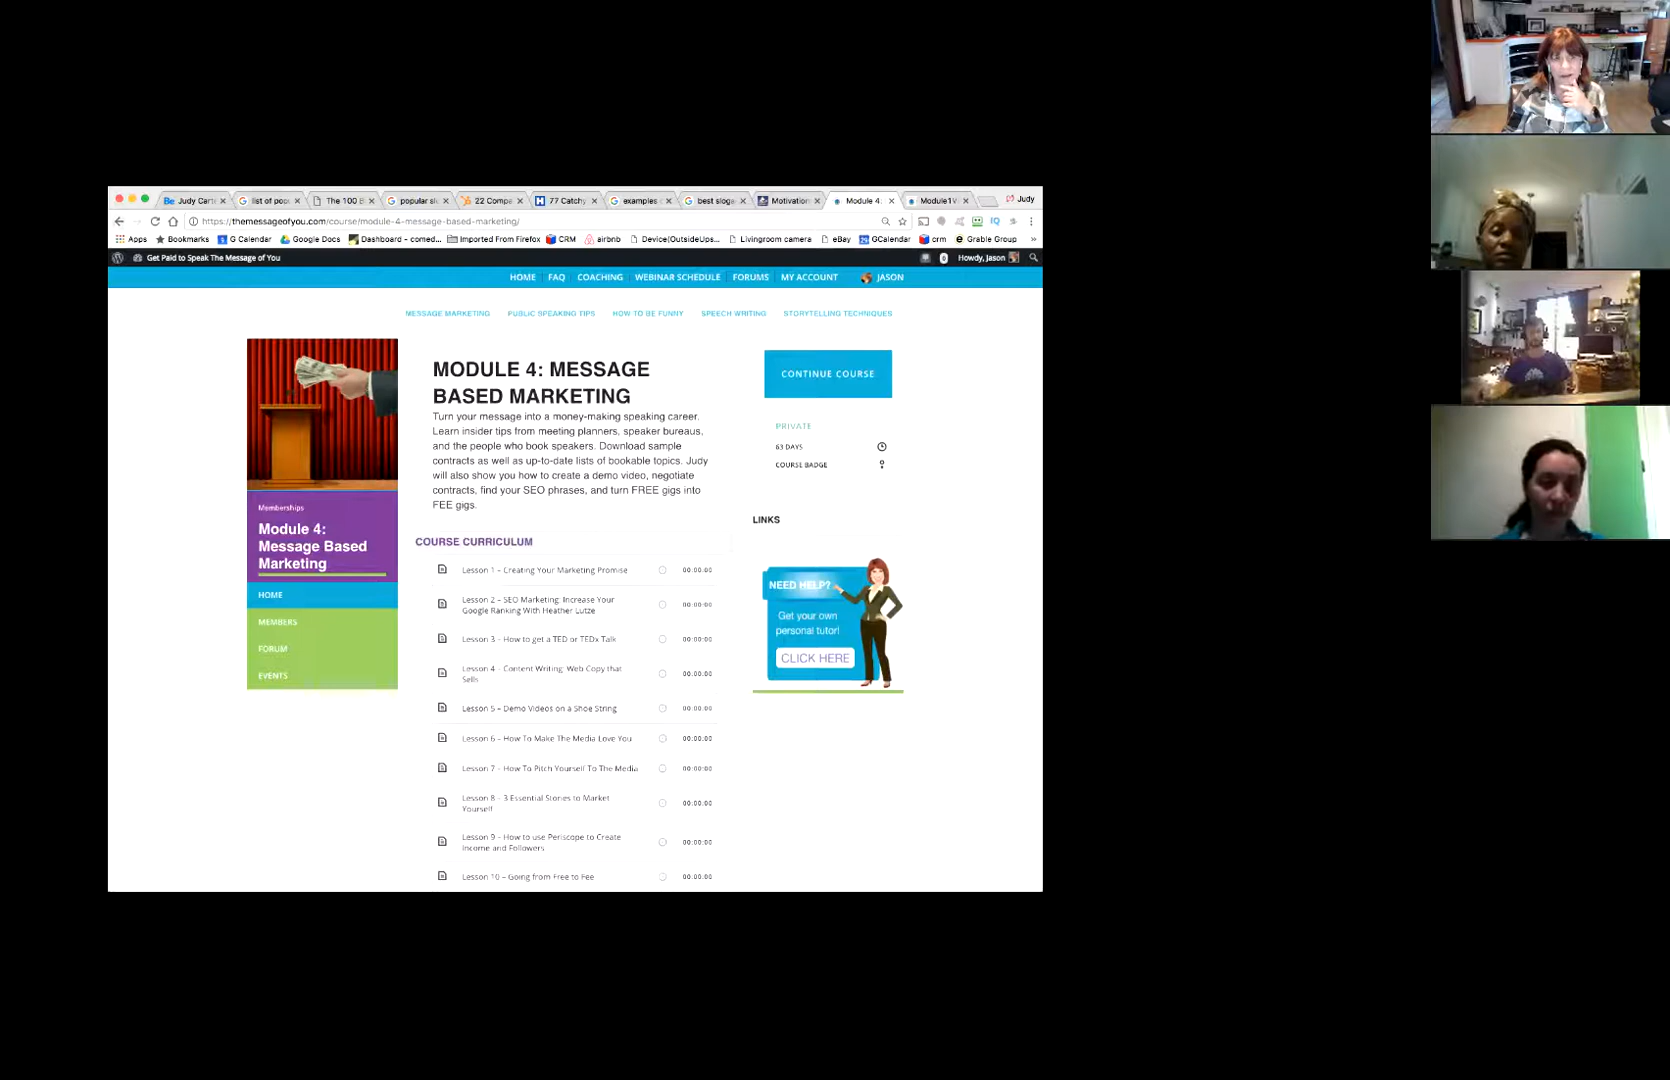 Judy Cart
list of pop
The 100 B
popular sl
22 Compa
77 Catchy
examples
best sloga
Motivation
Module 4:
Module1V
Judy
https://themessageofyou.com/course/module-4-message-based-marketing/
Apps
Bookmarks
G Calendar
Google Docs
Dashboard - comed...
Imported From Firefox
CRM
airbnb
Device|OutsideUps...
Livingroom camera
eBay
GCalendar
crm
Grable Group
»
Get Paid to Speak The Message of You
0
Howdy, Jason
HOME
FAQ
COACHING
WEBINAR SCHEDULE
FORUMS
MY ACCOUNT
JASON
MESSAGE MARKETING
PUBLIC SPEAKING TIPS
HOW TO BE FUNNY
SPEECH WRITING
STORYTELLING TECHNIQUES
Memberships
Module 4:
Message Based
Marketing
HOME
MEMBERS
FORUM
EVENTS
MODULE 4: MESSAGE
BASED MARKETING
Turn your message into a money-making speaking career.
Learn insider tips from meeting planners, speaker bureaus,
and the people who book speakers. Download sample
contracts as well as up-to-date lists of bookable topics. Judy
will also show you how to create a demo video, negotiate
contracts, find your SEO phrases, and turn FREE gigs into
FEE gigs.
COURSE CURRICULUM
Lesson 1 – Creating Your Marketing Promise 00:00:00
Lesson 2 – SEO Marketing: Increase Your
Google Ranking With Heather Lutze 00:00:00
Lesson 3 – How to get a TED or TEDx Talk 00:00:00
Lesson 4 – Content Writing: Web Copy that
Sells 00:00:00
Lesson 5 – Demo Videos on a Shoe String 00:00:00
Lesson 6 – How To Make The Media Love You 00:00:00
Lesson 7 – How To Pitch Yourself To The Media 00:00:00
Lesson 8 – 3 Essential Stories to Market
Yourself 00:00:00
Lesson 9 – How to use Periscope to Create
Income and Followers 00:00:00
Lesson 10 – Going from Free to Fee 00:00:00
CONTINUE COURSE
PRIVATE
63 DAYS
COURSE BADGE
LINKS
NEED HELP?
Get your own
personal tutor!
CLICK HERE